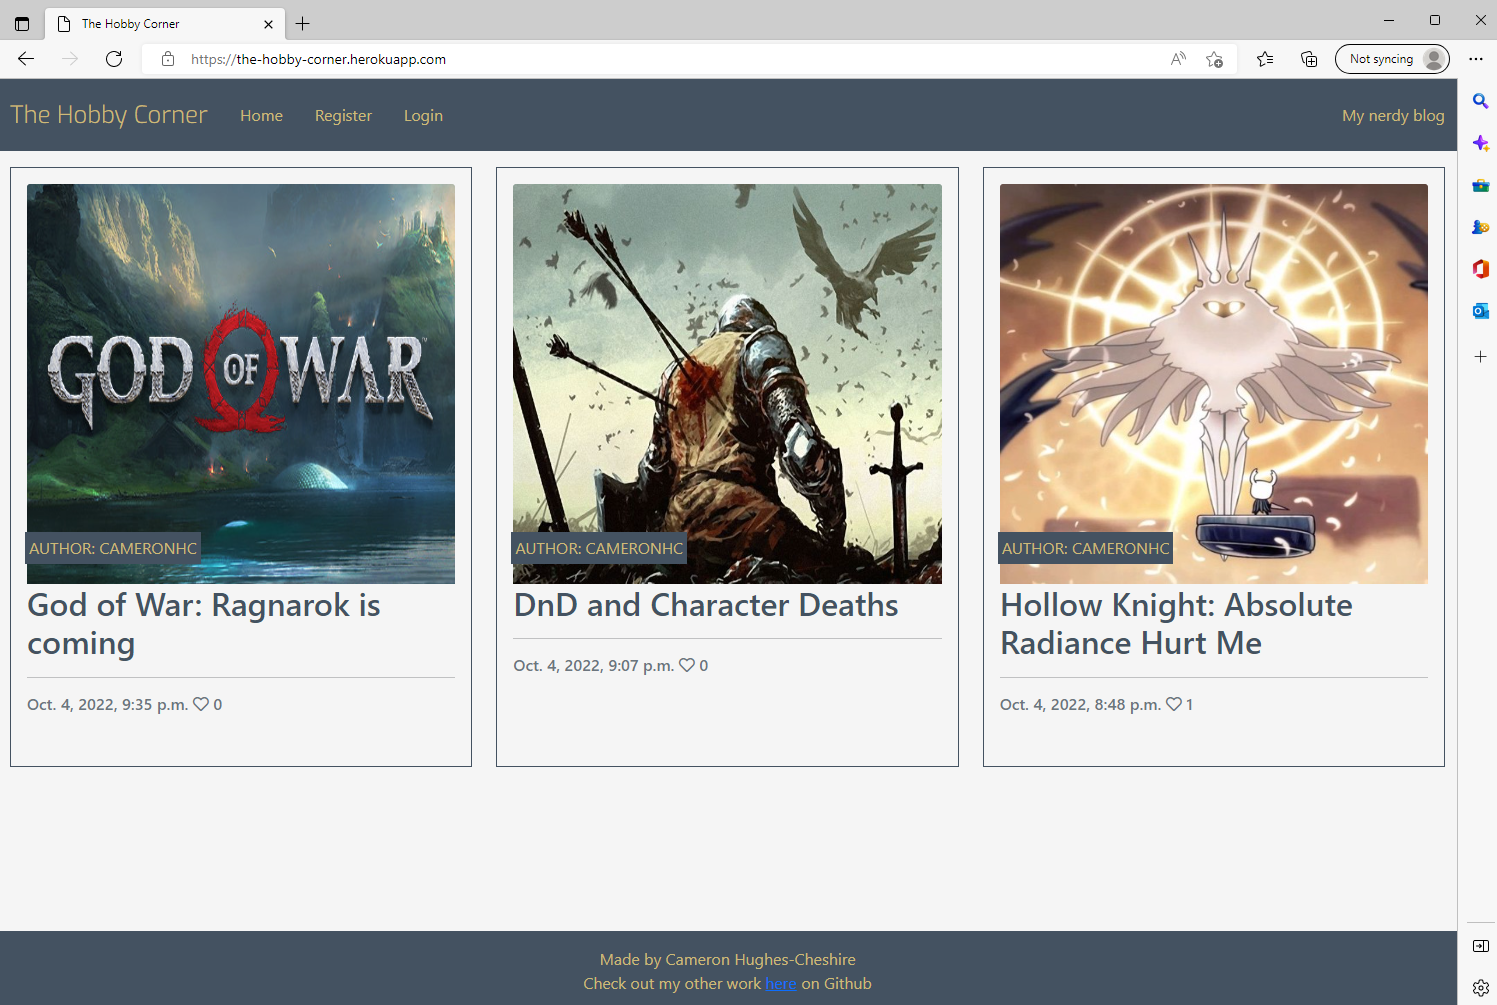 The Hobby Corner
https://the-hobby-corner.herokuapp.com
Not syncing
The Hobby Corner
Home
Register
Login
My nerdy blog
GOD OF WAR
AUTHOR: CAMERONHC
God of War: Ragnarok is
coming
Oct. 4, 2022, 9:35 p.m. 0
AUTHOR: CAMERONHC
DnD and Character Deaths
Oct. 4, 2022, 9:07 p.m. 0
AUTHOR: CAMERONHC
Hollow Knight: Absolute
Radiance Hurt Me
Oct. 4, 2022, 8:48 p.m. 1
Made by Cameron Hughes-Cheshire
Check out my other work here on Github